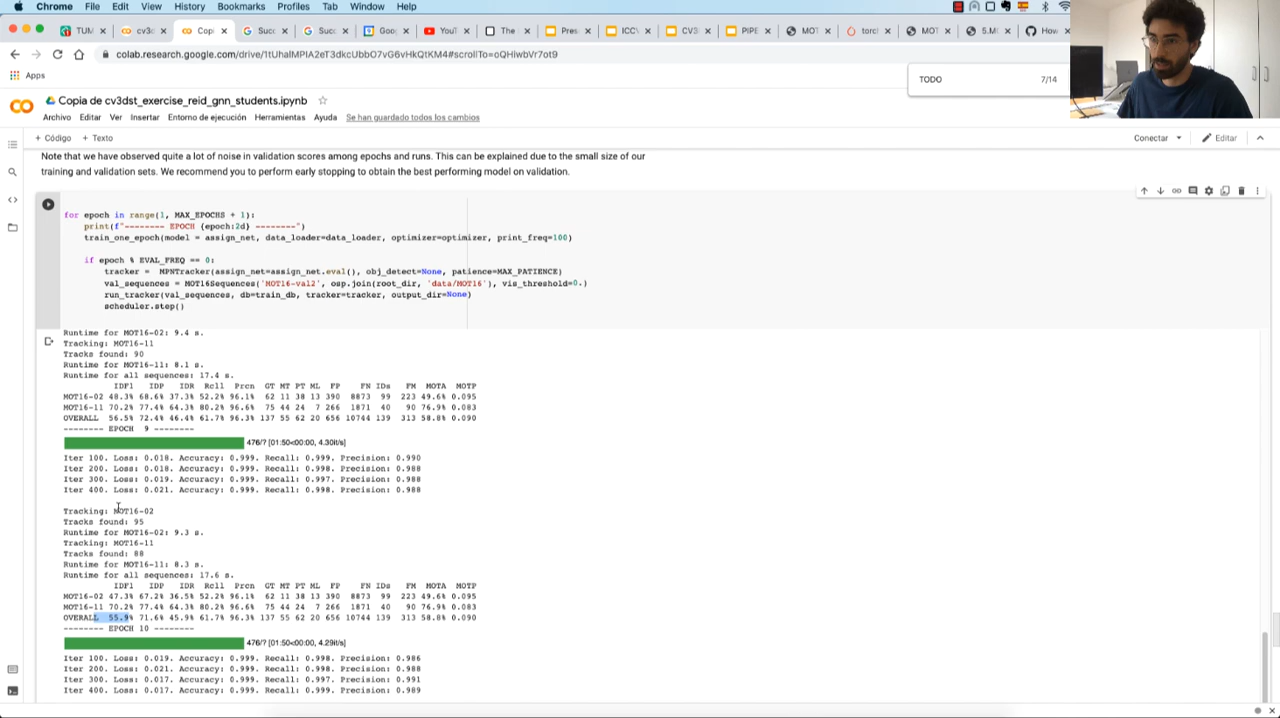 Chrome File Edit View History Bookmarks Profiles Tab Window Help
TUM cv3d Copi Succ Succ Goo YouT The Pres ICCV CV3 PIPE MOT torcl MOT 5.M How
colab.research.google.com/drive/1tUhalMPIA2eT3dkcUbbO7vG6vHkQtKM4#scrollTo=oQHiwbVr7ot9
Apps
TODO 7/14
Copia de cv3dst_exercise_reid_gnn_students.ipynb
Archivo Editar Ver Insertar Entorno de ejecución Herramientas Ayuda Se han guardado todos los cambios
+ Código + Texto Conectar Editar
Note that we have observed quite a lot of noise in validation scores among epochs and runs. This can be explained due to the small size of our
training and validation sets. We recommend you to perform early stopping to obtain the best performing model on validation.
for epoch in range(1, MAX_EPOCHS + 1):
print(f"-------- EPOCH {epoch:2d} --------")
train_one_epoch(model = assign_net, data_loader=data_loader, optimizer=optimizer, print_freq=100)
if epoch % EVAL_FREQ == 0:
tracker = MPNTracker(assign_net=assign_net.eval(), obj_detect=None, patience=MAX_PATIENCE)
val_sequences = MOT16Sequences('MOT16-val2', osp.join(root_dir, 'data/MOT16'), vis_threshold=0.)
run_tracker(val_sequences, db=train_db, tracker=tracker, output_dir=None)
scheduler.step()
Runtime for MOT16-02: 9.4 s.
Tracking: MOT16-11
Tracks found: 90
Runtime for MOT16-11: 8.1 s.
Runtime for all sequences: 17.4 s.
IDF1 IDP IDR Rcll Prcn GT MT PT ML FP FN IDs FM MOTA MOTP
MOT16-02 48.3% 68.6% 37.3% 52.2% 96.1% 62 11 38 13 390 8873 99 223 49.6% 0.095
MOT16-11 70.2% 77.4% 64.3% 80.2% 96.6% 75 44 24 7 266 1871 40 90 76.9% 0.083
OVERALL 56.5% 72.4% 46.4% 61.7% 96.3% 137 55 62 20 656 10744 139 313 58.8% 0.090
-------- EPOCH 9 --------
476/? [01:50<00:00, 4.30it/s]
Iter 100. Loss: 0.018. Accuracy: 0.999. Recall: 0.999. Precision: 0.990
Iter 200. Loss: 0.018. Accuracy: 0.999. Recall: 0.998. Precision: 0.988
Iter 300. Loss: 0.019. Accuracy: 0.999. Recall: 0.997. Precision: 0.988
Iter 400. Loss: 0.021. Accuracy: 0.999. Recall: 0.998. Precision: 0.988
Tracking: MOT16-02
Tracks found: 95
Runtime for MOT16-02: 9.3 s.
Tracking: MOT16-11
Tracks found: 88
Runtime for MOT16-11: 8.3 s.
Runtime for all sequences: 17.6 s.
IDF1 IDP IDR Rcll Prcn GT MT PT ML FP FN IDs FM MOTA MOTP
MOT16-02 47.3% 67.2% 36.5% 52.2% 96.1% 62 11 38 13 390 8873 99 223 49.6% 0.095
MOT16-11 70.2% 77.4% 64.3% 80.2% 96.6% 75 44 24 7 266 1871 40 90 76.9% 0.083
OVERALL 55.9% 71.6% 45.9% 61.7% 96.3% 137 55 62 20 656 10744 139 313 58.8% 0.090
-------- EPOCH 10 --------
476/? [01:50<00:00, 4.29it/s]
Iter 100. Loss: 0.019. Accuracy: 0.999. Recall: 0.998. Precision: 0.986
Iter 200. Loss: 0.021. Accuracy: 0.999. Recall: 0.998. Precision: 0.988
Iter 300. Loss: 0.017. Accuracy: 0.999. Recall: 0.997. Precision: 0.991
Iter 400. Loss: 0.017. Accuracy: 0.999. Recall: 0.999. Precision: 0.989